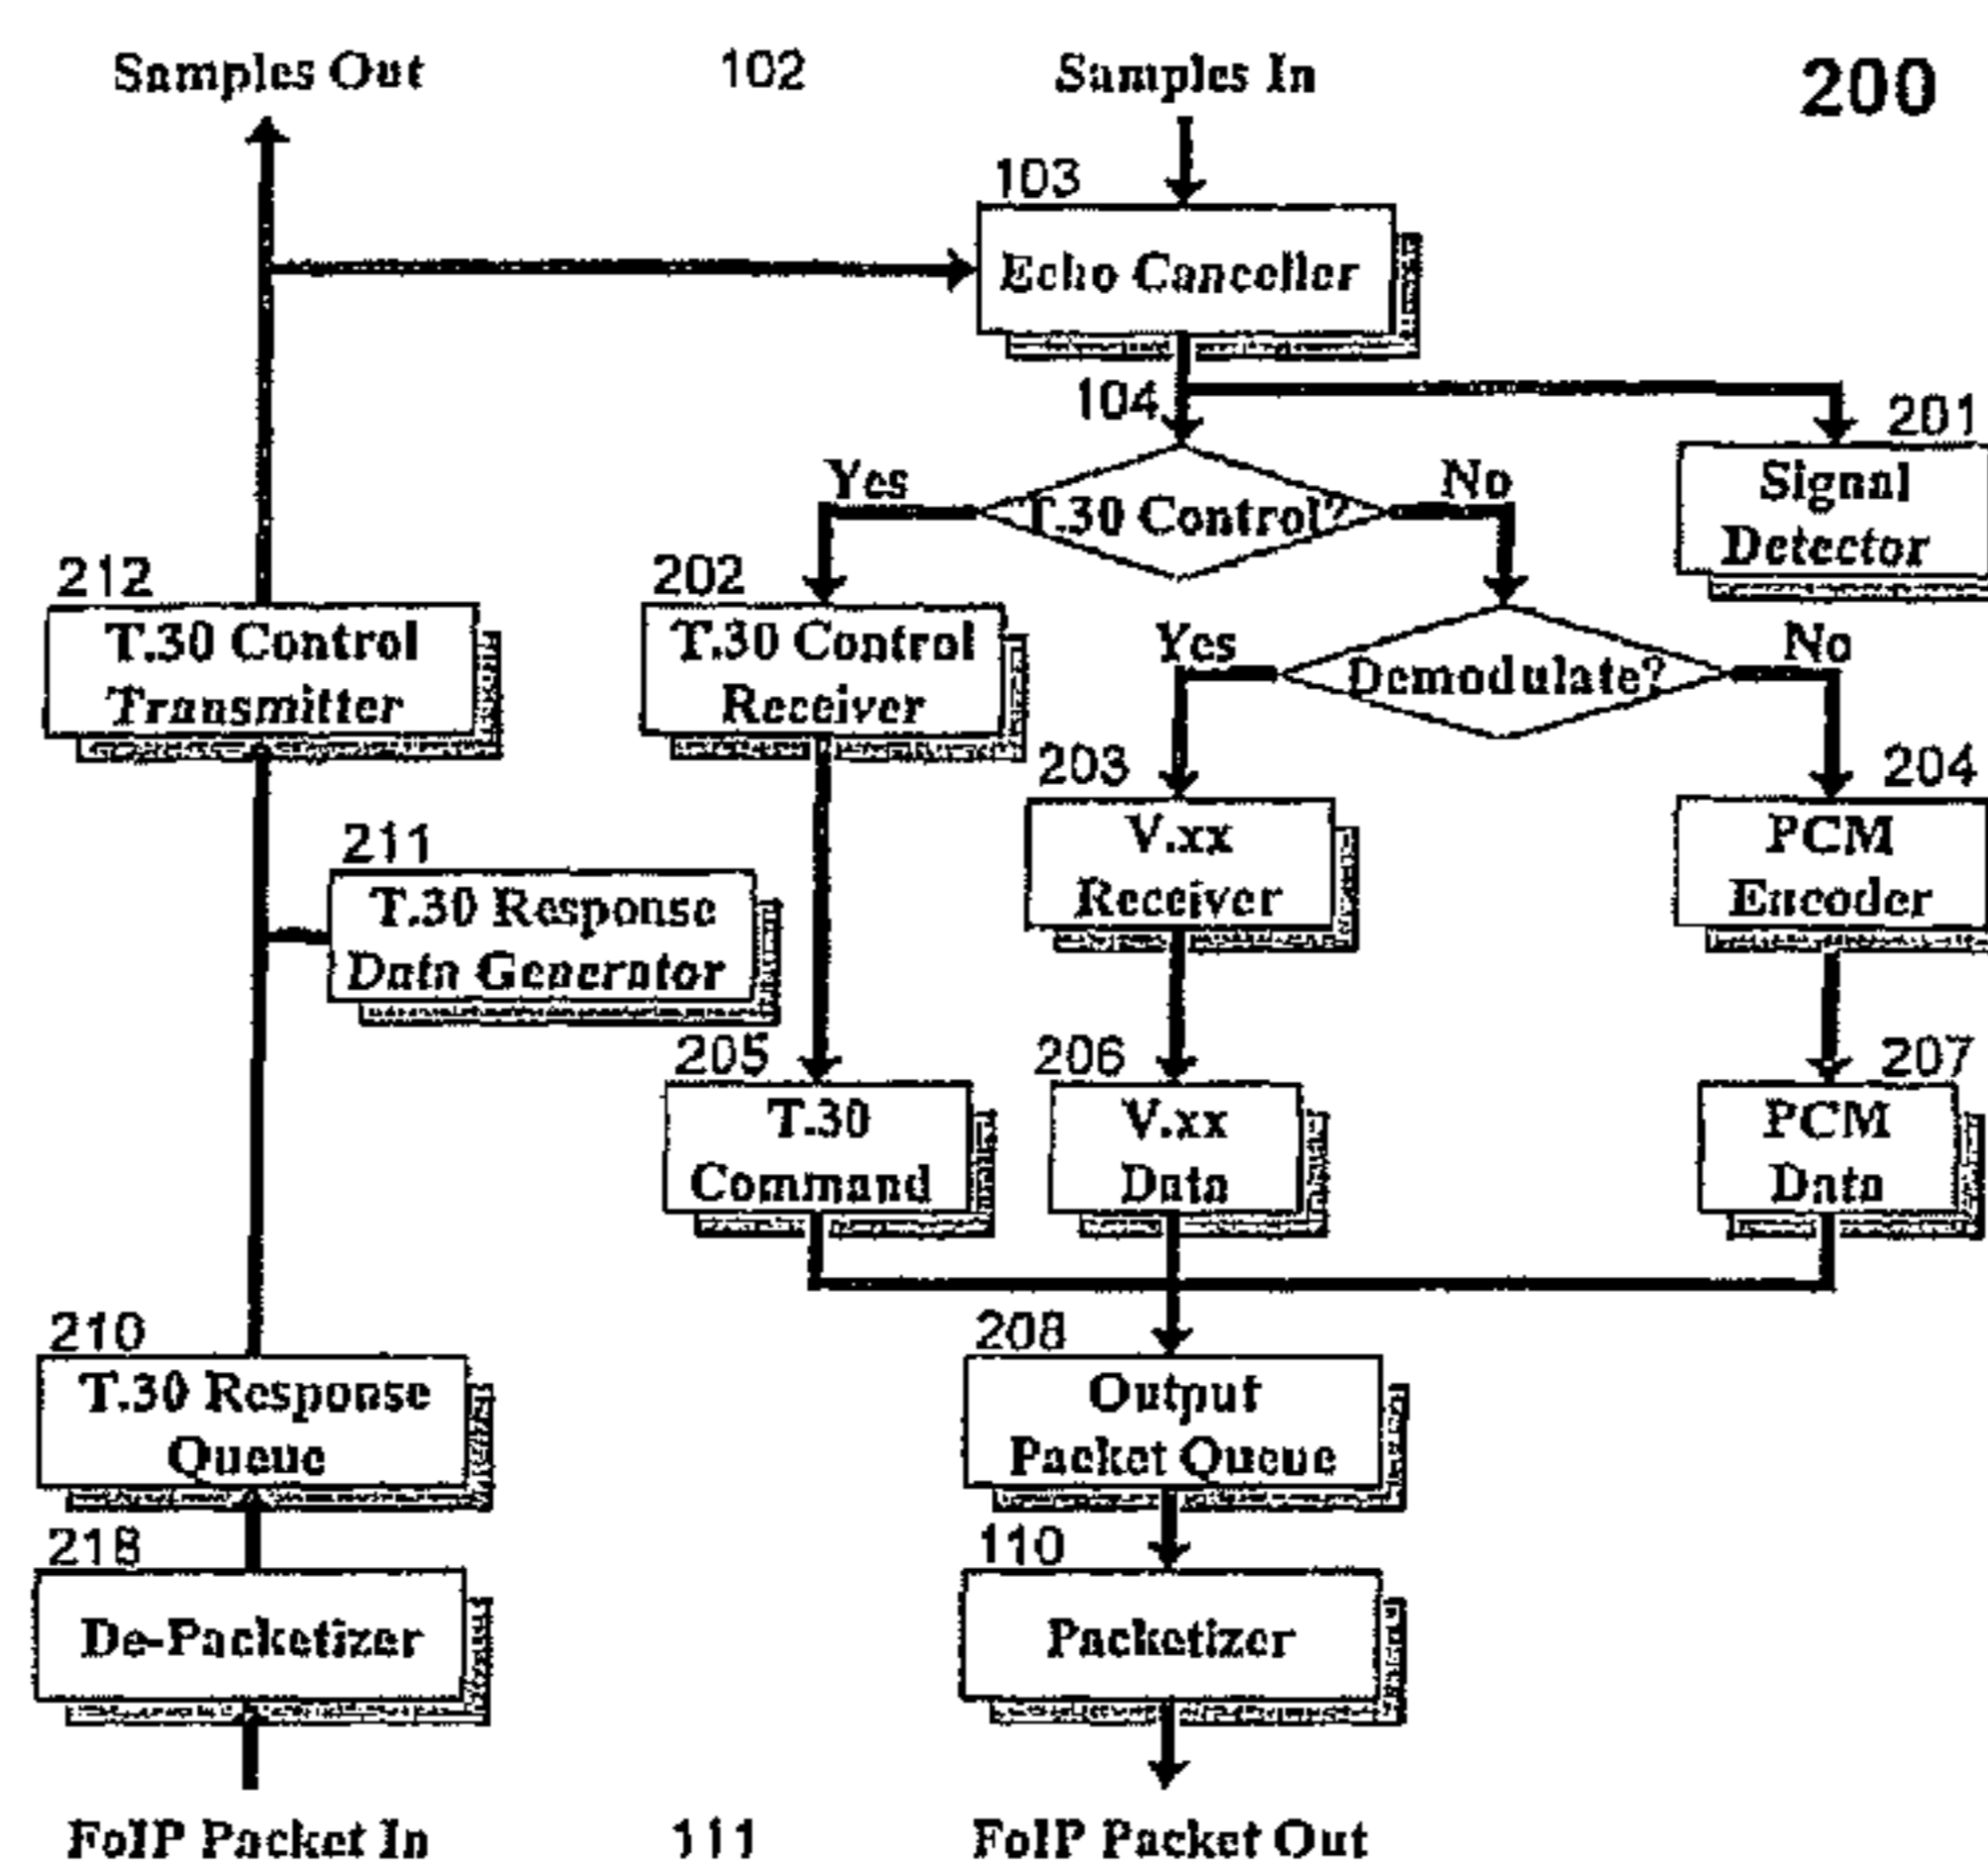 Samples Out 102 Samples In 200
103
Echo Canceller
104
201
Yes No
T.30 Control?
Signal
Detector
212 202
T.30 Control
Transmitter
T.30 Control
Receiver
Yes No
Demodulate?
203 204
211
V.xx
Receiver
PCM
Encoder
T.30 Response
Data Generator
205 206 207
T.30
Command
V.xx
Data
PCM
Data
210 208
T.30 Response
Queue
Output
Packet Queue
218 110
De-Packetizer Packetizer
FoIP Packet In 111 FoIP Packet Out